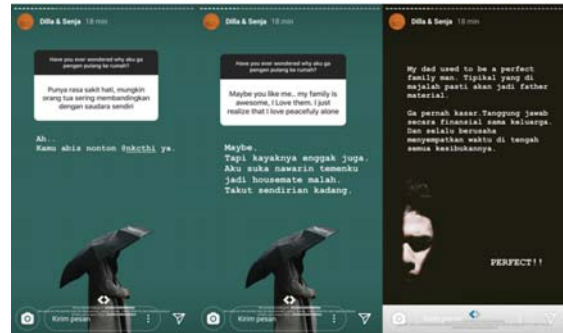 Dilla & Senja 18 min
Have you ever wondered why aku ga
pengen pulang ke rumah?
Punya rasa sakit hati, mungkin
orang tua sering membandingkan
dengan saudara sendiri
Ah..
Kamu abis nonton @nkcthi ya.
Kirim pesan
Dilla & Senja 18 min
Have you ever wondered why aku ga
pengen pulang ke rumah?
Maybe you like me.. my family is
awesome, I Love them. I just
realize that I love peacefuly alone
Maybe.
Tapi kayaknya enggak juga.
Aku suka nawarin temenku
jadi housemate malah.
Takut sendirian kadang.
Kirim pesan
Dilla & Senja 18 min
My dad used to be a perfect
family man. Tipikal yang di
majalah pasti akan jadi father
material.
Ga pernah kasar.Tanggung jawab
secara finansial sama keluarga.
Dan selalu berusaha
menyempatkan waktu di tengah
semua kesibukannya.
PERFECT!!